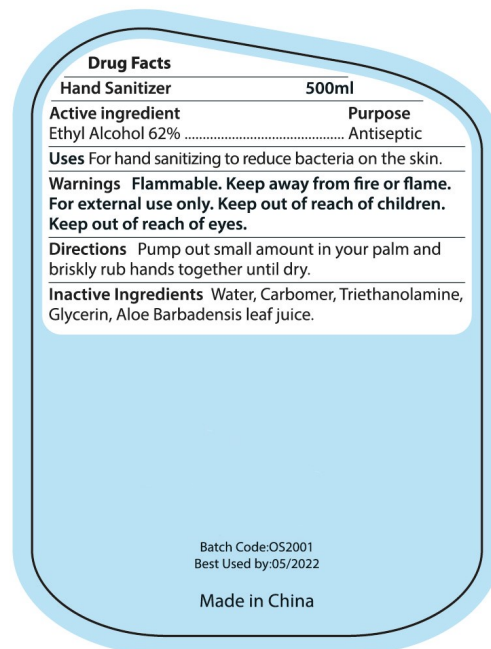 Drug Facts
Hand Sanitizer 500ml
Active ingredient Purpose
Ethyl Alcohol 62% .......................................... Antiseptic
Uses For hand sanitizing to reduce bacteria on the skin.
Warnings Flammable. Keep away from fire or flame.
For external use only. Keep out of reach of children.
Keep out of reach of eyes.
Directions Pump out small amount in your palm and
briskly rub hands together until dry.
Inactive Ingredients Water, Carbomer, Triethanolamine,
Glycerin, Aloe Barbadensis leaf juice.
Batch Code:OS2001
Best Used by:05/2022
Made in China